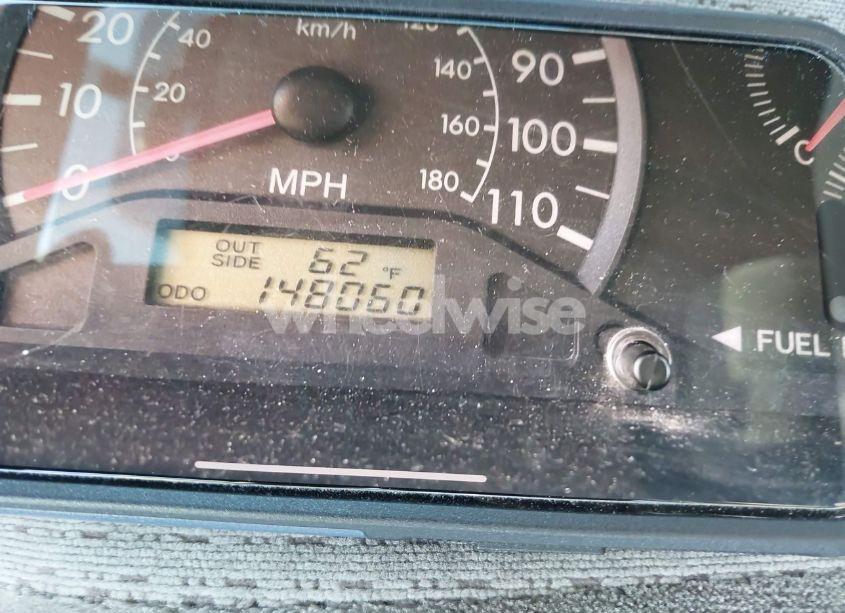 20 40 km/h 120 90
140
10 20 100
160
0 0 MPH 180 110
OUT SIDE 62 °F
ODO 148060
wheelwise
◀ FUEL
C